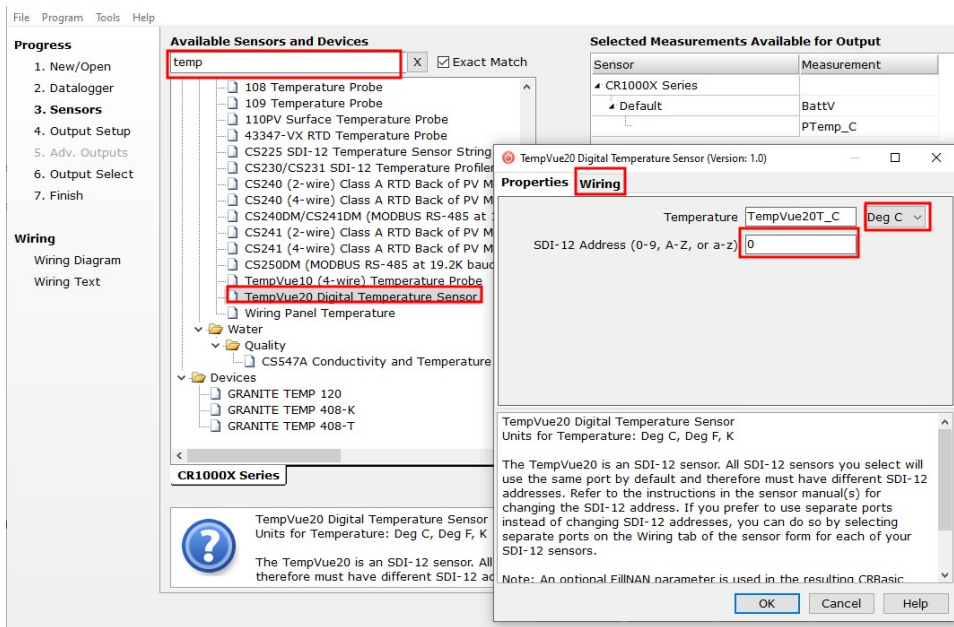 File Program Tools Help
Progress
1. New/Open
2. Datalogger
3. Sensors
4. Output Setup
5. Adv. Outputs
6. Output Select
7. Finish
Wiring
Wiring Diagram
Wiring Text
Available Sensors and Devices
temp X Exact Match
108 Temperature Probe
109 Temperature Probe
110PV Surface Temperature Probe
43347-VX RTD Temperature Probe
CS225 SDI-12 Temperature Sensor String
CS230/CS231 SDI-12 Temperature Profiler
CS240 (2-wire) Class A RTD Back of PV M
CS240 (4-wire) Class A RTD Back of PV M
CS240DM/CS241DM (MODBUS RS-485 at
CS241 (2-wire) Class A RTD Back of PV M
CS241 (4-wire) Class A RTD Back of PV M
CS250DM (MODBUS RS-485 at 19.2K baud
TempVue10 (4-wire) Temperature Probe
TempVue20 Digital Temperature Sensor
Wiring Panel Temperature
Water
Quality
CS547A Conductivity and Temperature
Devices
GRANITE TEMP 120
GRANITE TEMP 408-K
GRANITE TEMP 408-T
CR1000X Series
TempVue20 Digital Temperature Sensor
Units for Temperature: Deg C, Deg F, K
The TempVue20 is an SDI-12 sensor. All
therefore must have different SDI-12 ad
Selected Measurements Available for Output
Sensor Measurement
CR1000X Series
Default BattV
PTemp_C
TempVue20 Digital Temperature Sensor (Version: 1.0)
Properties Wiring
Temperature TempVue20T_C Deg C
SDI-12 Address (0-9, A-Z, or a-z) 0
TempVue20 Digital Temperature Sensor
Units for Temperature: Deg C, Deg F, K
The TempVue20 is an SDI-12 sensor. All SDI-12 sensors you select will
use the same port by default and therefore must have different SDI-12
addresses. Refer to the instructions in the sensor manual(s) for
changing the SDI-12 address. If you prefer to use separate ports
instead of changing SDI-12 addresses, you can do so by selecting
separate ports on the Wiring tab of the sensor form for each of your
SDI-12 sensors.
Note: An optional FillNAN parameter is used in the resulting CRBasic
OK Cancel Help